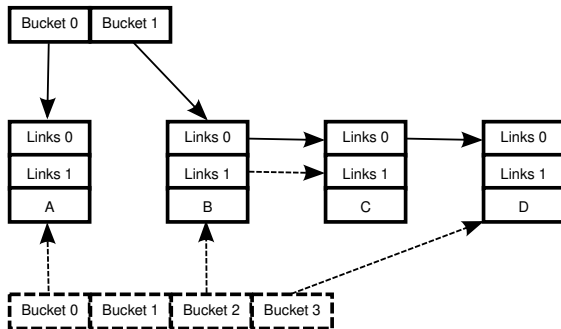 Bucket 0 Bucket 1
Links 0 Links 0 Links 0 Links 0
Links 1 Links 1 Links 1 Links 1
A B C D
Bucket 0 Bucket 1 Bucket 2 Bucket 3